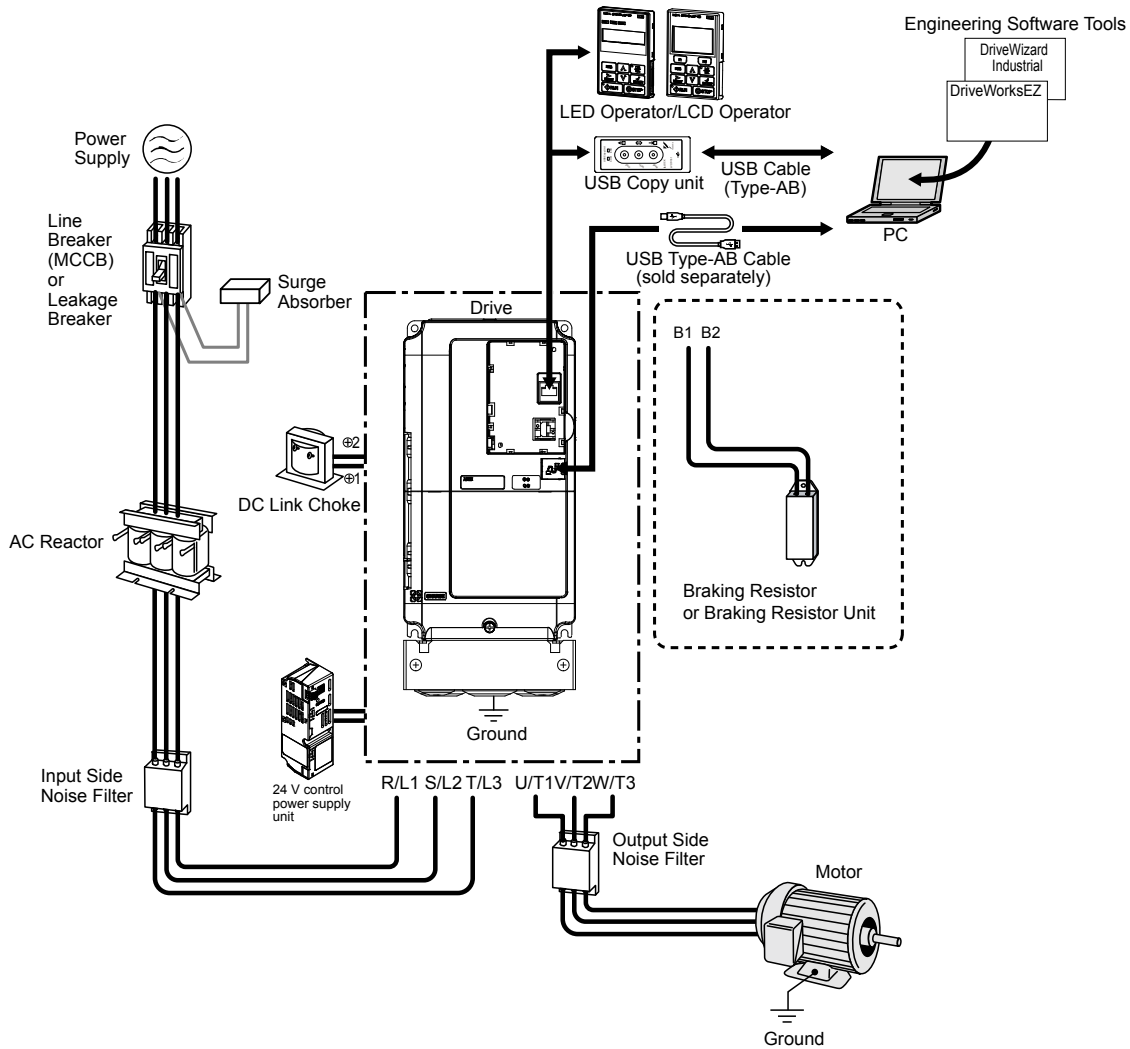 Engineering Software Tools
DriveWizard
Industrial
DriveWorksEZ
LED Operator/LCD Operator
Power
Supply
USB Copy unit
USB Cable
(Type-AB)
PC
Line
Breaker
(MCCB)
or
Leakage
Breaker
USB Type-AB Cable
(sold separately)
Surge
Absorber
Drive
B1 B2
⊕2
⊕1
DC Link Choke
AC Reactor
Braking Resistor
or Braking Resistor Unit
Ground
Input Side
Noise Filter
24 V control
power supply
unit
R/L1 S/L2 T/L3
U/T1V/T2W/T3
Output Side
Noise Filter
Motor
Ground